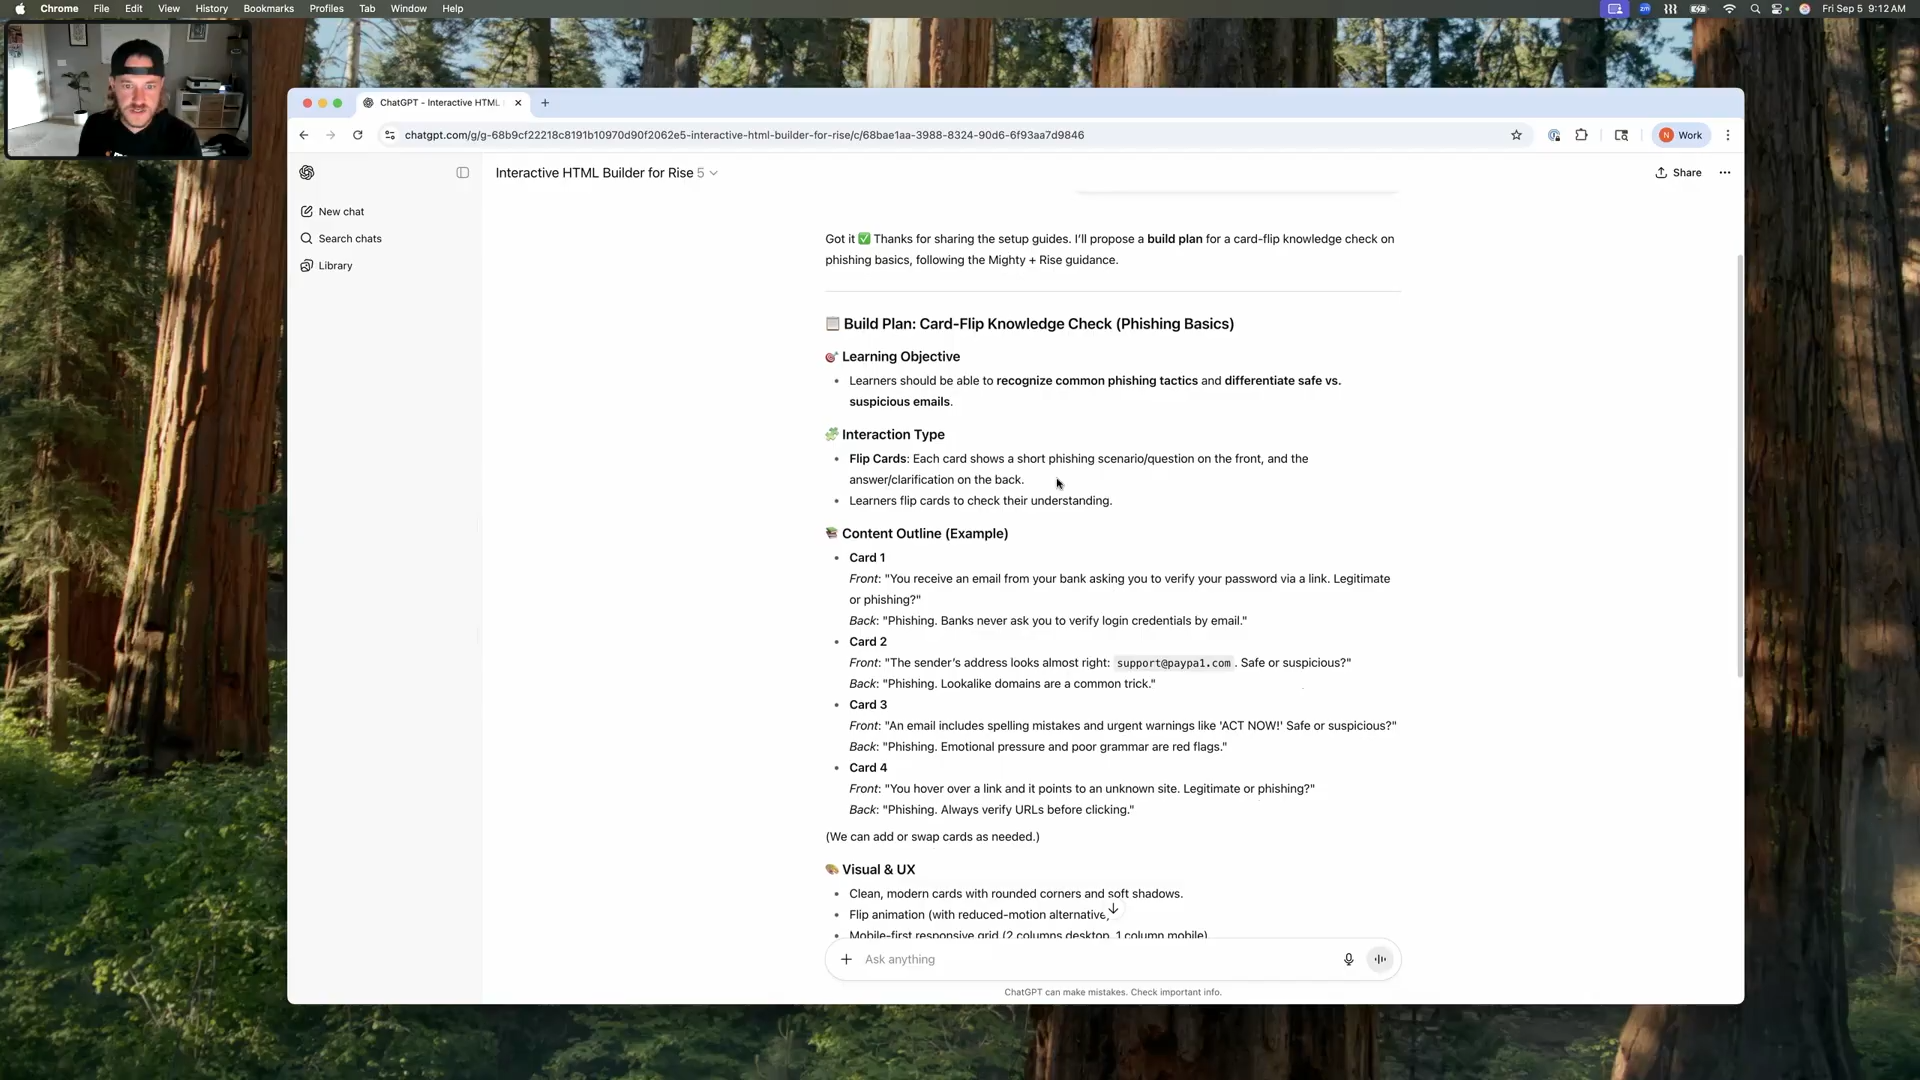 Chrome File Edit View History Bookmarks Profiles Tab Window Help
zm
Fri Sep 5 9:12 AM
ChatGPT - Interactive HTML
chatgpt.com/g/g-68b9cf22218c8191b10970d90f2062e5-interactive-html-builder-for-rise/c/68bae1aa-3988-8324-90d6-6f93aa7d9846
N Work
Interactive HTML Builder for Rise 5
Share
New chat
Search chats
Library
Got it ✅ Thanks for sharing the setup guides. I’ll propose a build plan for a card-flip knowledge check on
phishing basics, following the Mighty + Rise guidance.
Build Plan: Card-Flip Knowledge Check (Phishing Basics)
Learning Objective
• Learners should be able to recognize common phishing tactics and differentiate safe vs.
suspicious emails.
Interaction Type
• Flip Cards: Each card shows a short phishing scenario/question on the front, and the
answer/clarification on the back.
• Learners flip cards to check their understanding.
Content Outline (Example)
• Card 1
Front: "You receive an email from your bank asking you to verify your password via a link. Legitimate
or phishing?"
Back: "Phishing. Banks never ask you to verify login credentials by email."
• Card 2
Front: "The sender’s address looks almost right: support@paypa1.com. Safe or suspicious?"
Back: "Phishing. Lookalike domains are a common trick."
• Card 3
Front: "An email includes spelling mistakes and urgent warnings like 'ACT NOW!' Safe or suspicious?"
Back: "Phishing. Emotional pressure and poor grammar are red flags."
• Card 4
Front: "You hover over a link and it points to an unknown site. Legitimate or phishing?"
Back: "Phishing. Always verify URLs before clicking."
(We can add or swap cards as needed.)
Visual & UX
• Clean, modern cards with rounded corners and soft shadows.
• Flip animation (with reduced-motion alternative)
• Mobile-first responsive grid (2 columns desktop, 1 column mobile)
Ask anything
ChatGPT can make mistakes. Check important info.